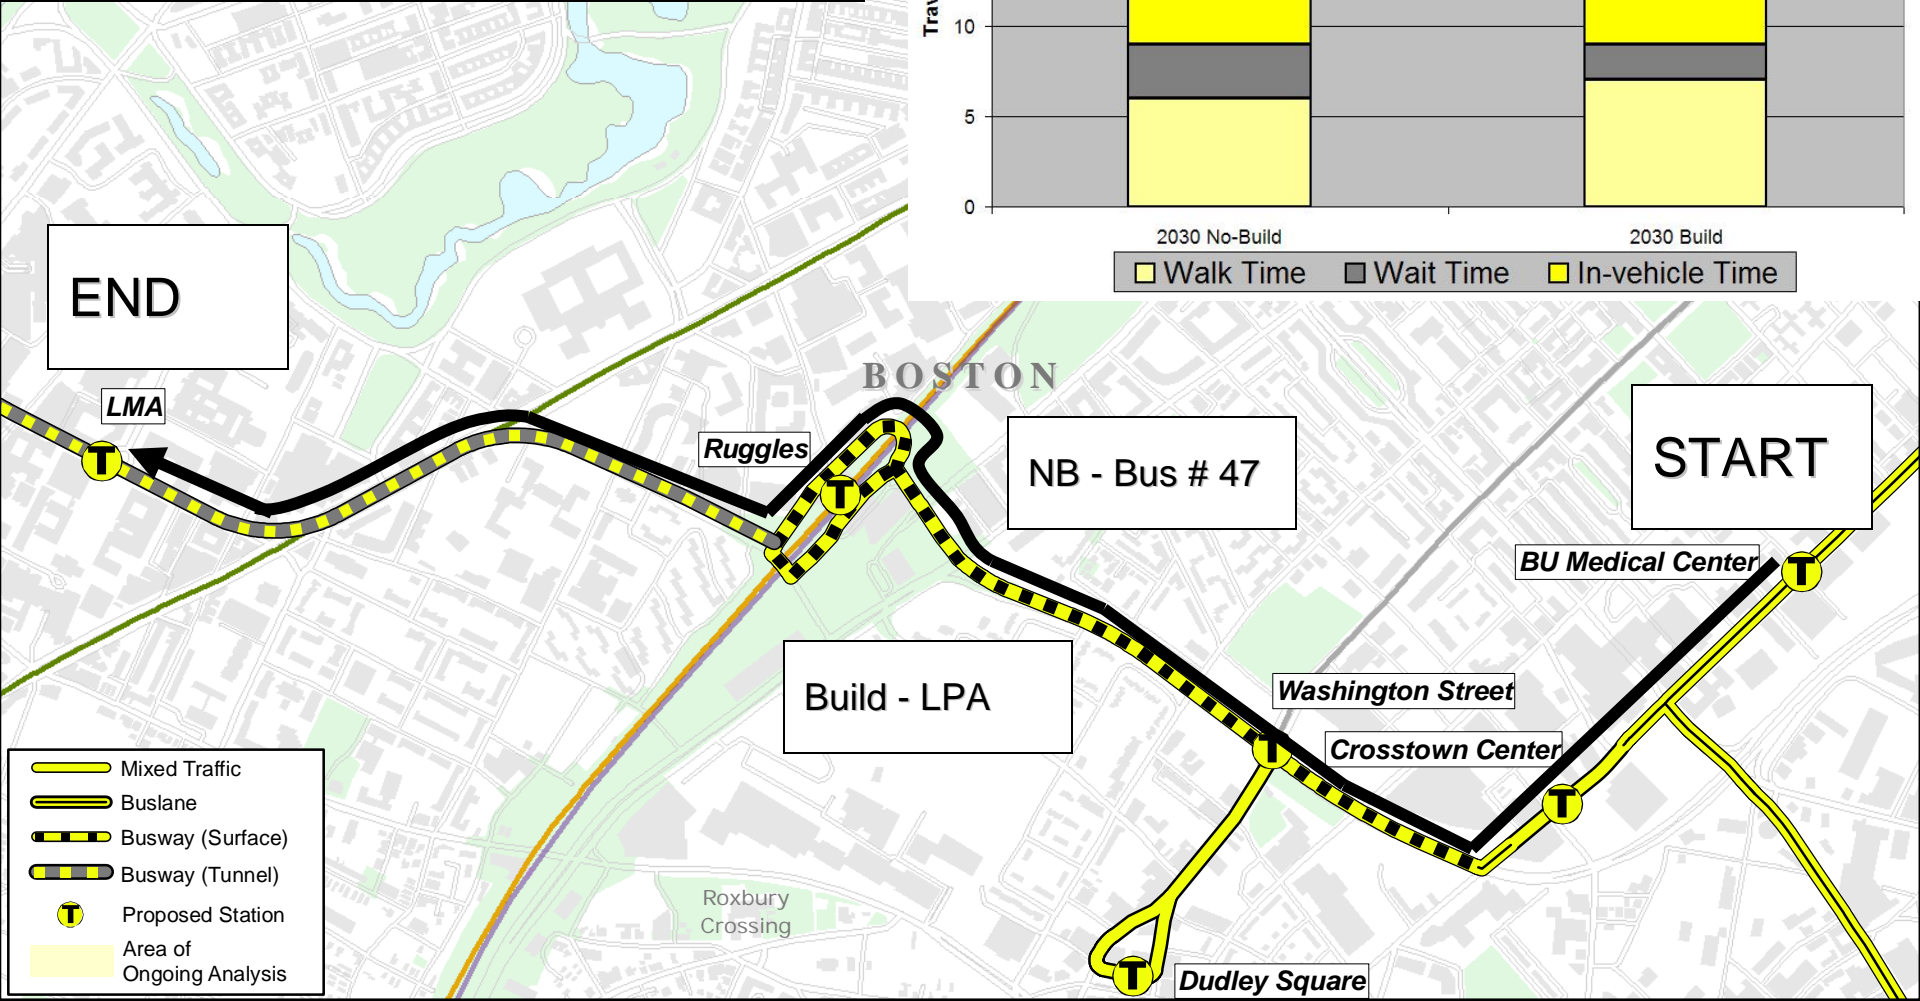 Trav
10
5
0
2030 No-Build
2030 Build
Walk Time
Wait Time
In-vehicle Time
END
BOSTON
LMA
Ruggles
NB - Bus # 47
START
BU Medical Center
Build - LPA
Washington Street
Crosstown Center
Mixed Traffic
Buslane
Busway (Surface)
Busway (Tunnel)
T
Proposed Station
Area of
Ongoing Analysis
Roxbury
Crossing
Dudley Square
T
T
T
T
T
T